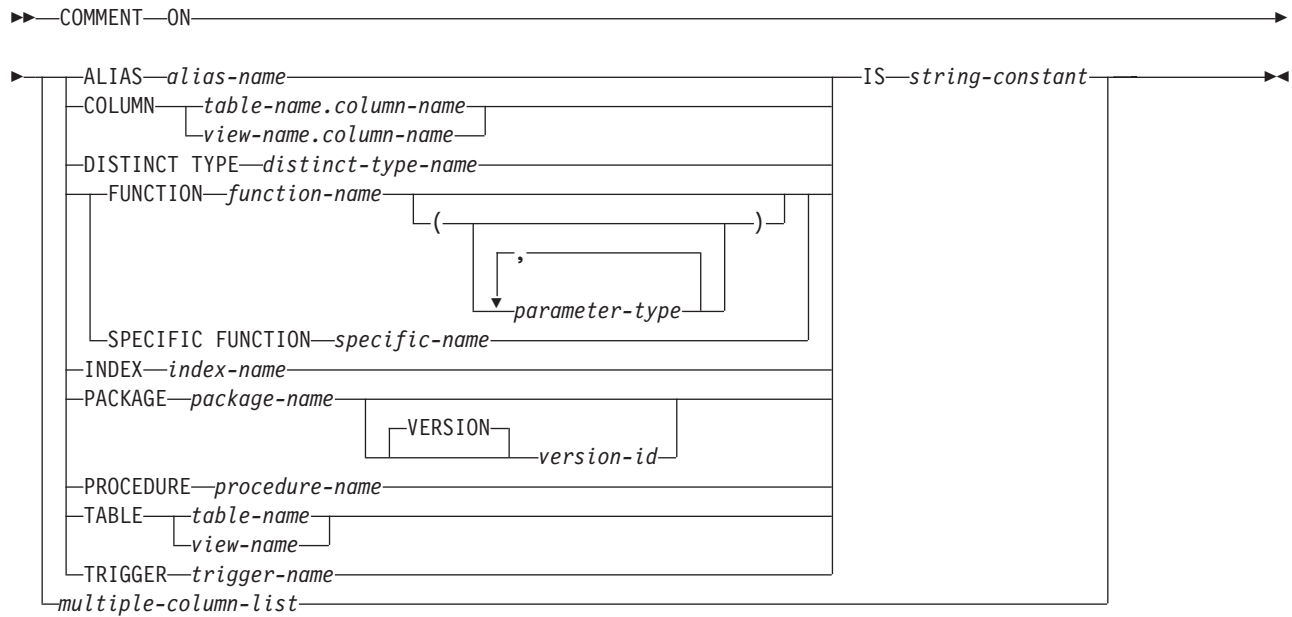 COMMENT ON
ALIAS alias-name IS string-constant
COLUMN table-name.column-name
view-name.column-name
DISTINCT TYPE distinct-type-name
FUNCTION function-name
( )
,
parameter-type
SPECIFIC FUNCTION specific-name
INDEX index-name
PACKAGE package-name
VERSION
version-id
PROCEDURE procedure-name
TABLE table-name
view-name
TRIGGER trigger-name
multiple-column-list